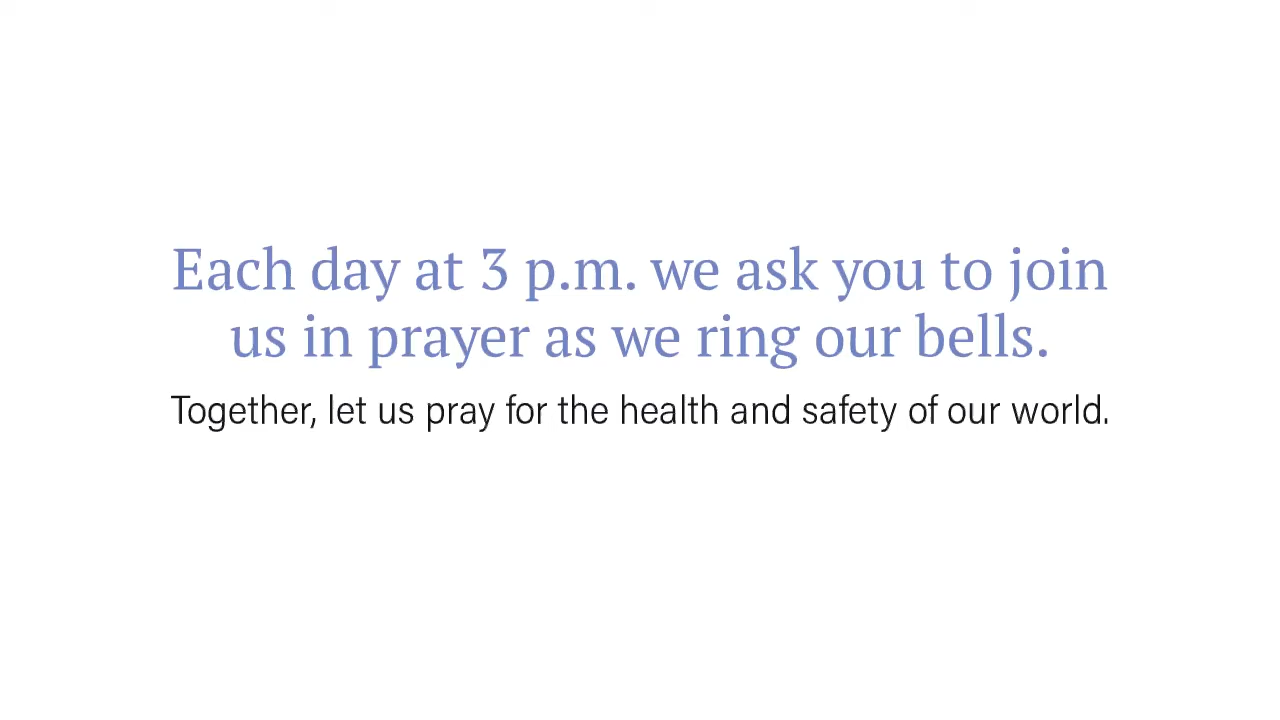 Each day at 3 p.m. we ask you to join
us in prayer as we ring our bells.
Together, let us pray for the health and safety of our world.